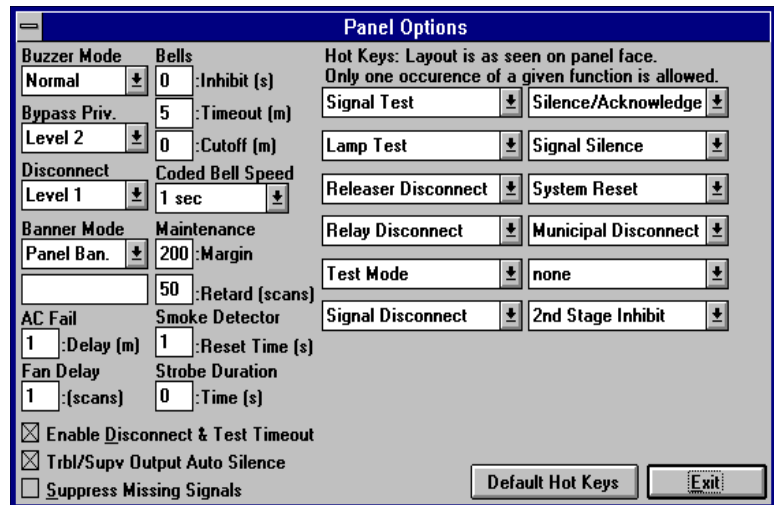 Panel Options
Buzzer Mode
Normal
Bypass Priv.
Level 2
Disconnect
Level 1
Banner Mode
Panel Ban.
AC Fail
1 :Delay (m)
Fan Delay
1 :(scans)
Bells
0 :Inhibit (s)
5 :Timeout (m)
0 :Cutoff (m)
Coded Bell Speed
1 sec
Maintenance
200 :Margin
50 :Retard (scans)
Smoke Detector
1 :Reset Time (s)
Strobe Duration
0 :Time (s)
Hot Keys: Layout is as seen on panel face.
Only one occurence of a given function is allowed.
Signal Test Silence/Acknowledge
Lamp Test Signal Silence
Releaser Disconnect System Reset
Relay Disconnect Municipal Disconnect
Test Mode none
Signal Disconnect 2nd Stage Inhibit
Enable Disconnect & Test Timeout
Trbl/Supv Output Auto Silence
Suppress Missing Signals
Default Hot Keys Exit